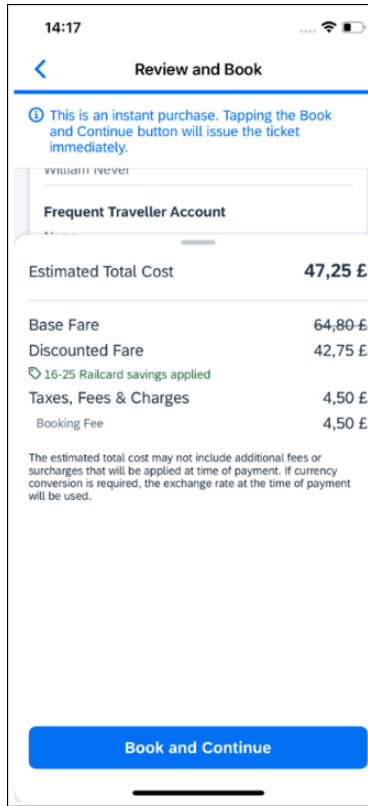 14:17
Review and Book
This is an instant purchase. Tapping the Book
and Continue button will issue the ticket
immediately.
William Never
Frequent Traveller Account
Estimated Total Cost 47,25 £
Base Fare 64,80 £
Discounted Fare 42,75 £
16-25 Railcard savings applied
Taxes, Fees & Charges 4,50 £
Booking Fee 4,50 £
The estimated total cost may not include additional fees or
surcharges that will be applied at time of payment. If currency
conversion is required, the exchange rate at the time of payment
will be used.
Book and Continue